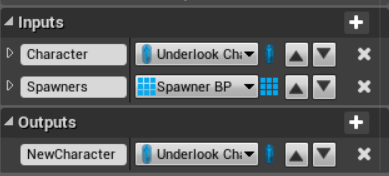 Inputs
Character Underlook Cha
Spawners Spawner BP
Outputs
NewCharacter Underlook Cha